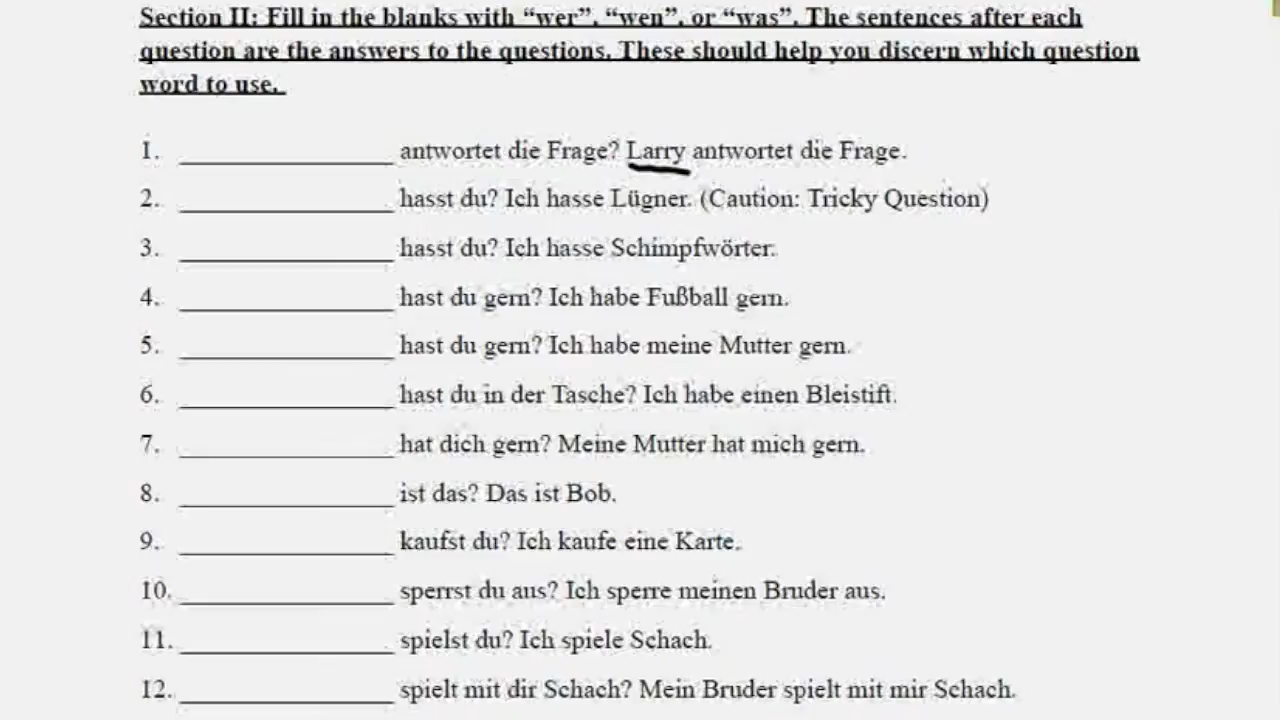 Section II: Fill in the blanks with “wer”, “wen”, or “was”. The sentences after each
question are the answers to the questions. These should help you discern which question
word to use.
1. ________________ antwortet die Frage? Larry antwortet die Frage.
2. ________________ hasst du? Ich hasse Lügner. (Caution: Tricky Question)
3. ________________ hasst du? Ich hasse Schimpfwörter.
4. ________________ hast du gern? Ich habe Fußball gern.
5. ________________ hast du gern? Ich habe meine Mutter gern.
6. ________________ hast du in der Tasche? Ich habe einen Bleistift.
7. ________________ hat dich gern? Meine Mutter hat mich gern.
8. ________________ ist das? Das ist Bob.
9. ________________ kaufst du? Ich kaufe eine Karte.
10. ________________ sperrst du aus? Ich sperre meinen Bruder aus.
11. ________________ spielst du? Ich spiele Schach.
12. ________________ spielt mit dir Schach? Mein Bruder spielt mit mir Schach.